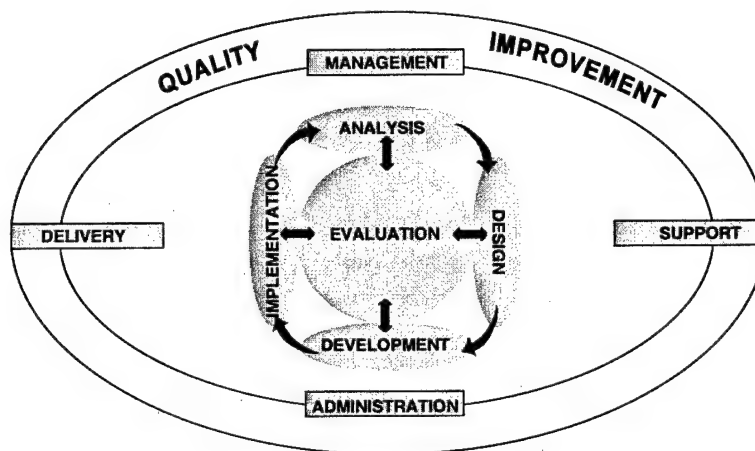 QUALITY
IMPROVEMENT
MANAGEMENT
ANALYSIS
IMPLEMENTATION
DELIVERY
EVALUATION
DESIGN
SUPPORT
DEVELOPMENT
ADMINISTRATION